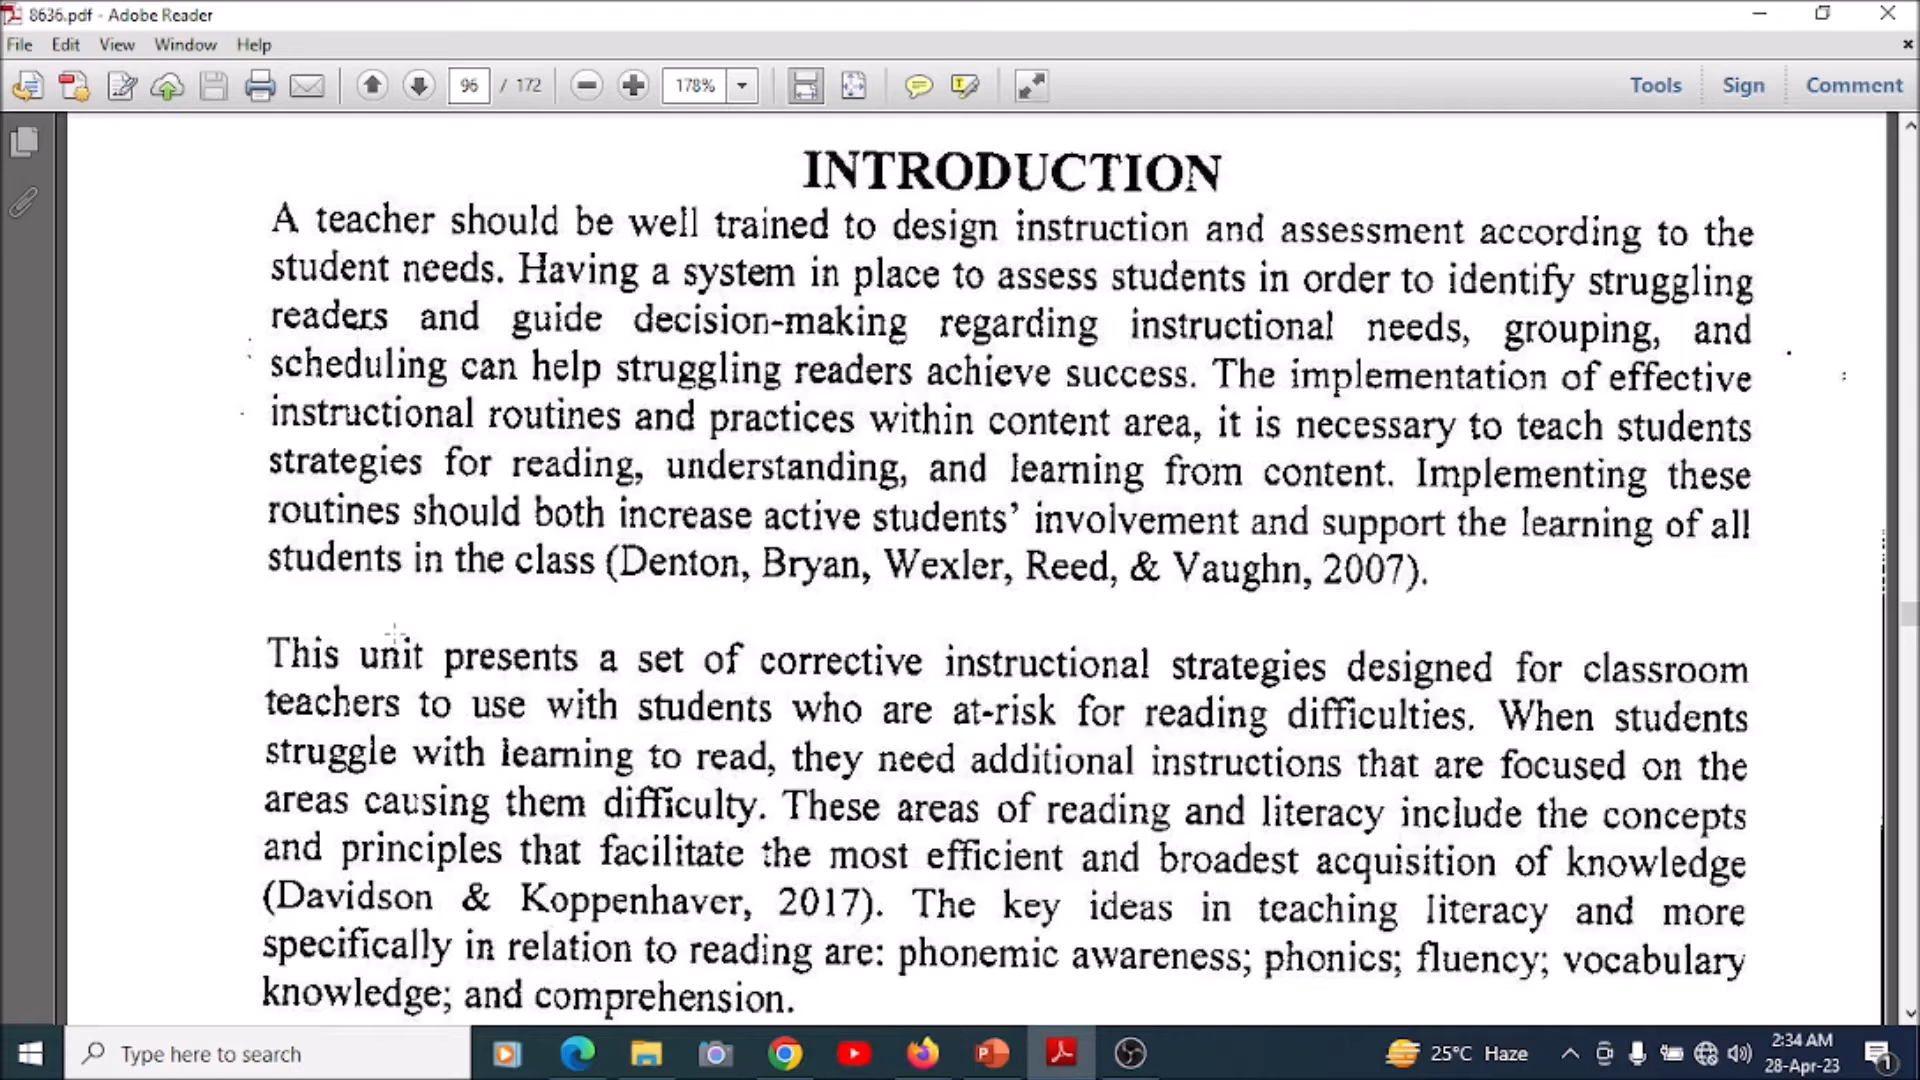 8636.pdf - Adobe Reader
File Edit View Window Help
96 / 172 178% Tools Sign Comment
INTRODUCTION
A teacher should be well trained to design instruction and assessment according to the
student needs. Having a system in place to assess students in order to identify struggling
readers and guide decision-making regarding instructional needs, grouping, and
scheduling can help struggling readers achieve success. The implementation of effective
instructional routines and practices within content area, it is necessary to teach students
strategies for reading, understanding, and learning from content. Implementing these
routines should both increase active students' involvement and support the learning of all
students in the class (Denton, Bryan, Wexler, Reed, & Vaughn, 2007).
This unit presents a set of corrective instructional strategies designed for classroom
teachers to use with students who are at-risk for reading difficulties. When students
struggle with learning to read, they need additional instructions that are focused on the
areas causing them difficulty. These areas of reading and literacy include the concepts
and principles that facilitate the most efficient and broadest acquisition of knowledge
(Davidson & Koppenhaver, 2017). The key ideas in teaching literacy and more
specifically in relation to reading are: phonemic awareness; phonics; fluency; vocabulary
knowledge; and comprehension.
Type here to search
25°C Haze
2:34 AM
28-Apr-23
1